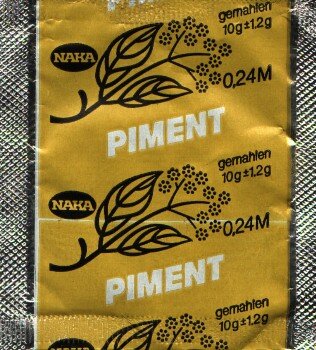 gemahlen
10g±1,2g
NAKA
0,24M
PIMENT
gemahlen
10g±1,2g
NAKA
0,24M
PIMENT
gemahlen
10g±1,2g